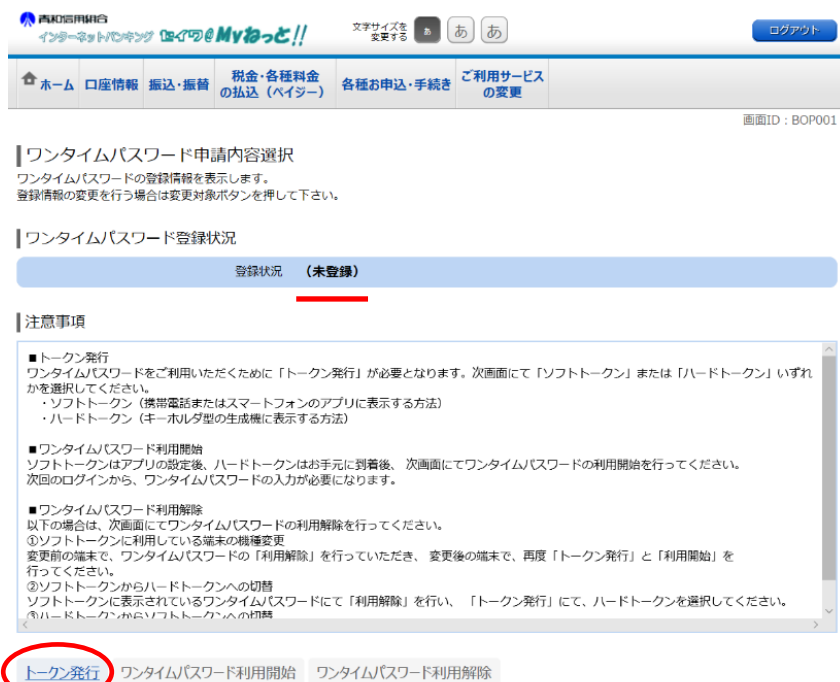 青和信用組合
インターネットバンキング せいわ@Myねっと!!
文字サイズを
変更する
あ
あ
あ
ログアウト
ホーム
口座情報
振込・振替
税金・各種料金
の払込（ペイジー）
各種お申込・手続き
ご利用サービス
の変更
画面ID：BOP001
ワンタイムパスワード申請内容選択
ワンタイムパスワードの登録情報を表示します。
登録情報の変更を行う場合は変更対象ボタンを押して下さい。
ワンタイムパスワード登録状況
登録状況 （未登録）
注意事項
■トークン発行
ワンタイムパスワードをご利用いただくために「トークン発行」が必要となります。次画面にて「ソフトトークン」または「ハードトークン」いずれ
かを選択してください。
・ソフトトークン（携帯電話またはスマートフォンのアプリに表示する方法）
・ハードトークン（キーホルダ型の生成機に表示する方法）
■ワンタイムパスワード利用開始
ソフトトークンはアプリの設定後、ハードトークンはお手元に到着後、 次画面にてワンタイムパスワードの利用開始を行ってください。
次回のログインから、ワンタイムパスワードの入力が必要になります。
■ワンタイムパスワード利用解除
以下の場合は、次画面にてワンタイムパスワードの利用解除を行ってください。
①ソフトトークンに利用している端末の機種変更
変更前の端末で、ワンタイムパスワードの「利用解除」を行っていただき、 変更後の端末で、再度「トークン発行」と「利用開始」を
行ってください。
②ソフトトークンからハードトークンへの切替
ソフトトークンに表示されているワンタイムパスワードにて「利用解除」を行い、 「トークン発行」にて、ハードトークンを選択してください。
③ハードトークンからソフトトークンへの切替
トークン発行
ワンタイムパスワード利用開始
ワンタイムパスワード利用解除